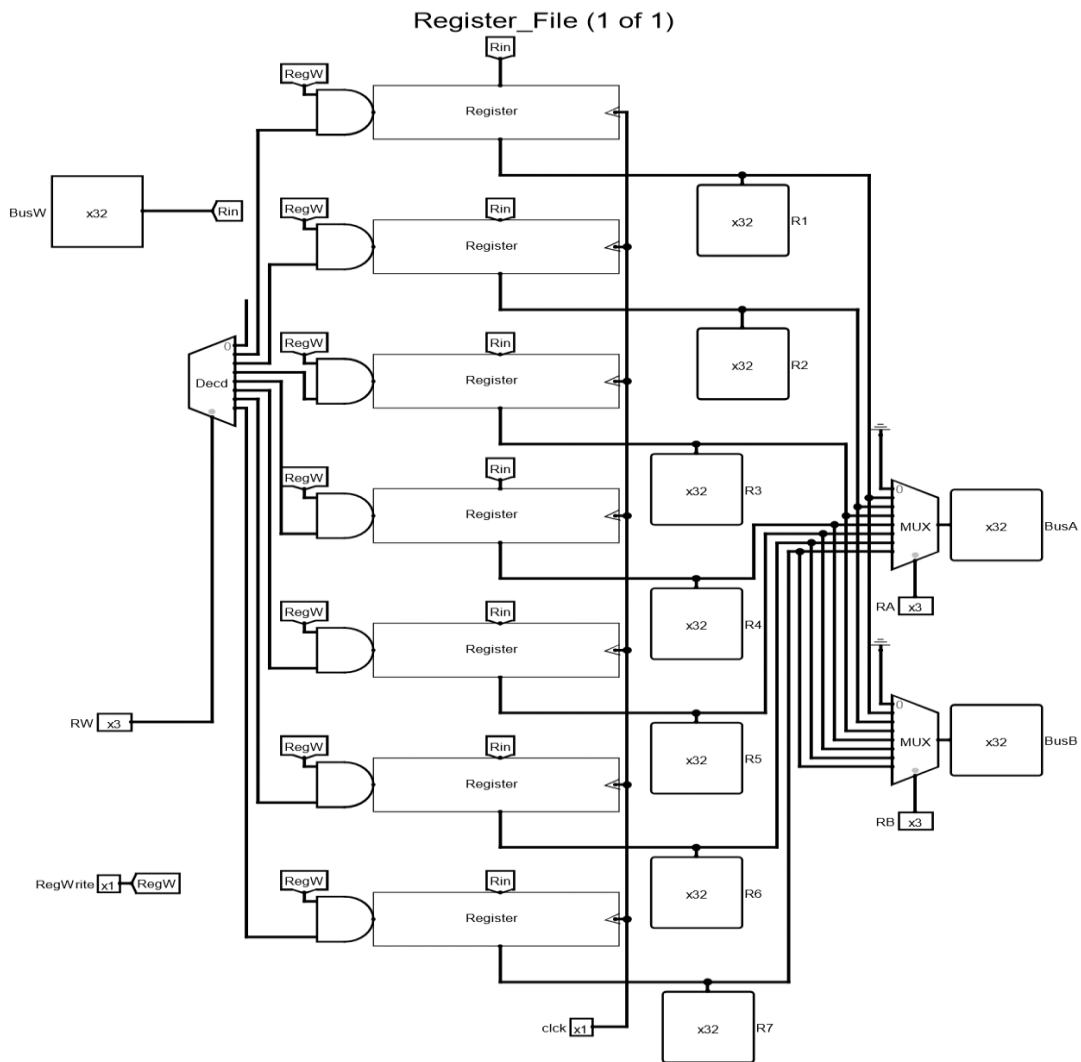 Register_File (1 of 1)
Rin
RegW
Register
BusW
x32
Rin
RegW
Rin
Register
x32
R1
RegW
Rin
Register
x32
R2
0
Decd
RegW
Rin
Register
x32
R3
0
MUX
x32
BusA
RegW
Rin
Register
x32
R4
RA
x3
RW
x3
RegW
Rin
Register
x32
R5
0
MUX
x32
BusB
RB
x3
RegWrite
x1
RegW
RegW
Rin
Register
x32
R6
clck
x1
x32
R7